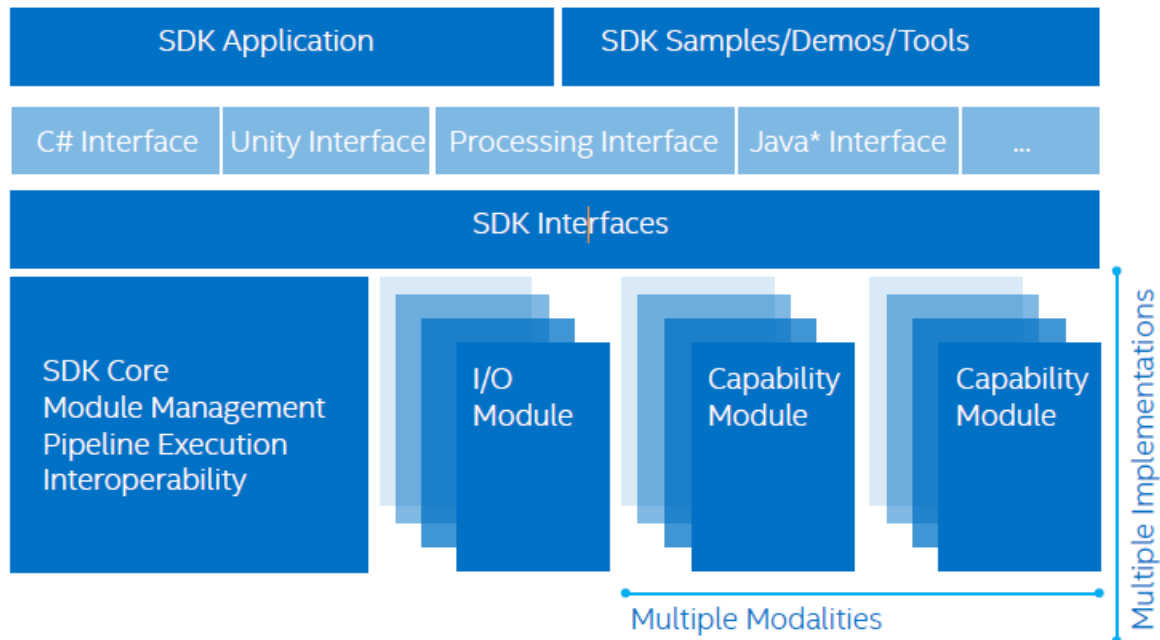 SDK Application
SDK Samples/Demos/Tools
C# Interface
Unity Interface
Processing Interface
Java* Interface
...
SDK Interfaces
SDK Core
Module Management
Pipeline Execution
Interoperability
I/O
Module
Capability
Module
Capability
Module
Multiple Implementations
Multiple Modalities